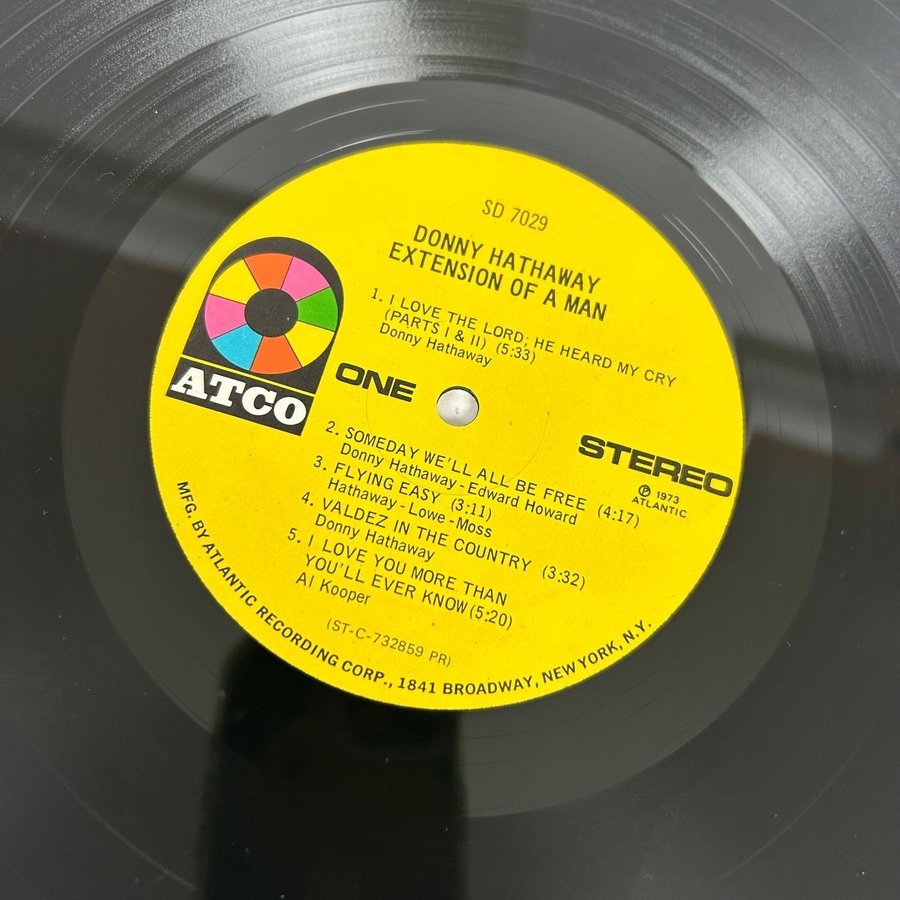 SD 7029
DONNY HATHAWAY
EXTENSION OF A MAN
1. I LOVE THE LORD; HE HEARD MY CRY
(PARTS I & II) (5:33)
Donny Hathaway
ATCO
ONE
STEREO
℗ 1973
ATLANTIC
2. SOMEDAY WE'LL ALL BE FREE (4:17)
Donny Hathaway - Edward Howard
3. FLYING EASY (3:11)
Hathaway - Lowe - Moss
4. VALDEZ IN THE COUNTRY (3:32)
Donny Hathaway
5. I LOVE YOU MORE THAN
YOU'LL EVER KNOW (5:20)
Al Kooper
(ST-C-732859 PR)
MFG. BY ATLANTIC RECORDING CORP., 1841 BROADWAY, NEW YORK, N.Y.